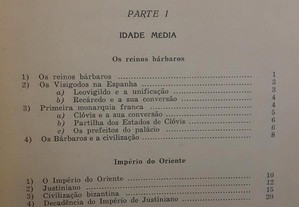 PARTE I
IDADE MEDIA
Os reinos bárbaros
1) Os reinos bárbaros 1
2) Os Visigodos na Espanha 3
a) Leovigildo e a unificação 3
b) Recáredo e a sua conversão 4
3) Primeira monarquia franca 4
a) Clóvis e a sua conversão 5
b) Partilha dos Estados de Clóvis 6
c) Os prefeitos do palácio 6
4) Os Bárbaros e a civilização 8
Império do Oriente
1) O Império do Oriente 10
2) Justiniano 12
3) Civilização bizantina 15
4) Decadência do Império de Justiniano 20